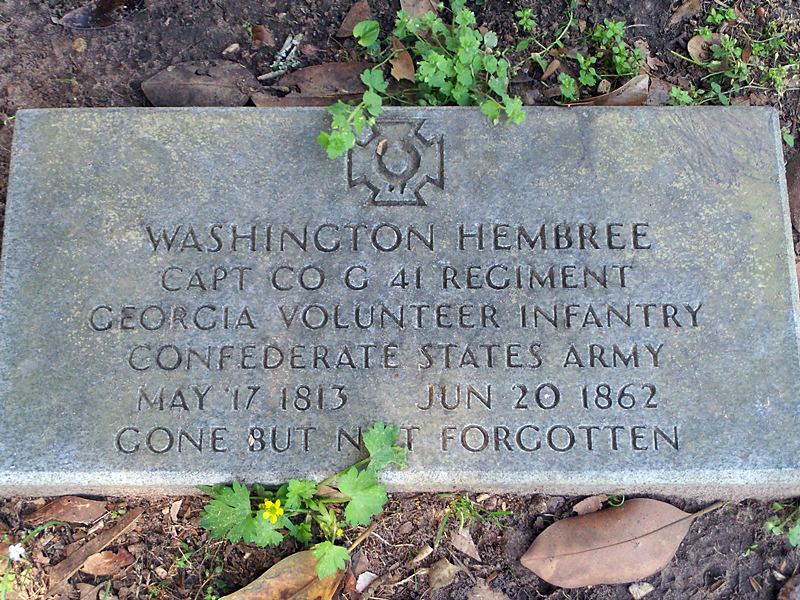 WASHINGTON HEMBREE
CAPT CO G 41 REGIMENT
GEORGIA VOLUNTEER INFANTRY
CONFEDERATE STATES ARMY
MAY 17 1813 JUN 20 1862
GONE BUT NOT FORGOTTEN